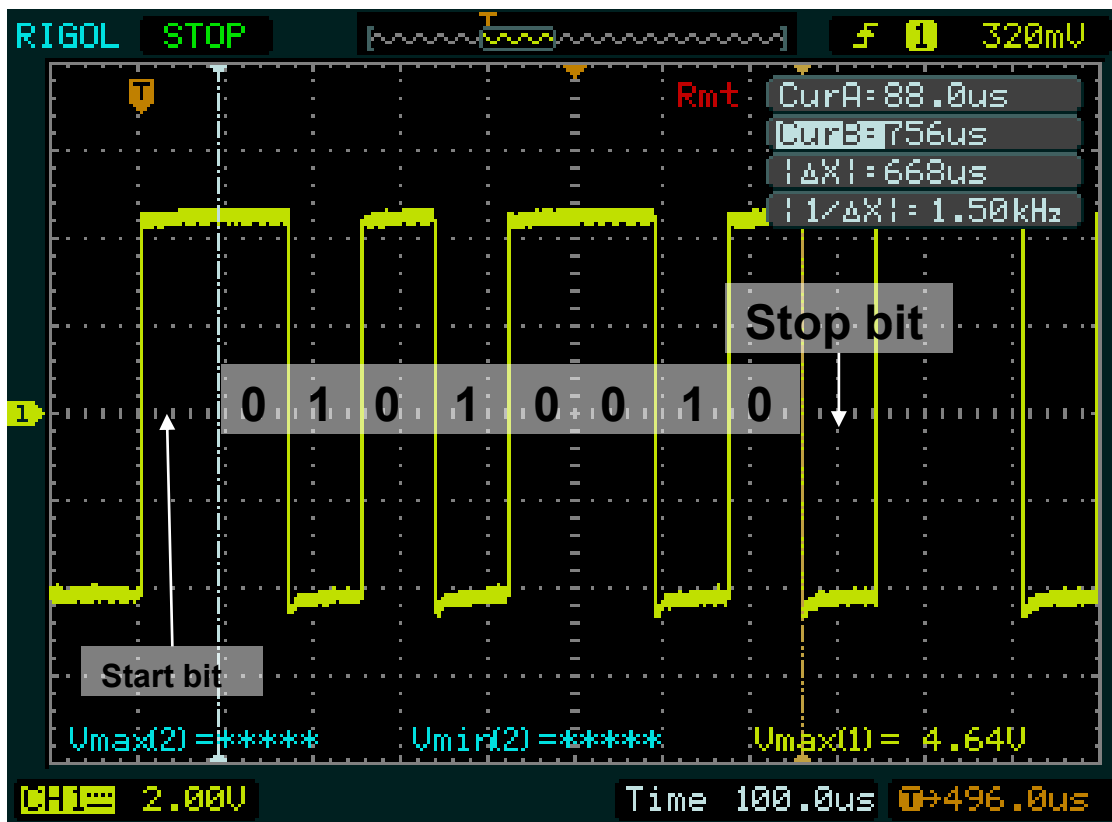 RIGOL STOP T 1 320mV
T Rmt CurA=88.0us
CurB=756us
|ΔX|=668us
|1/ΔX|=1.50kHz
Stop bit
1 0 1 0 1 0 0 1 0
Start bit
Vmax(2)=***** Vmin(2)=***** Vmax(1)= 4.64V
CH1 2.00V Time 100.0us T→496.0us